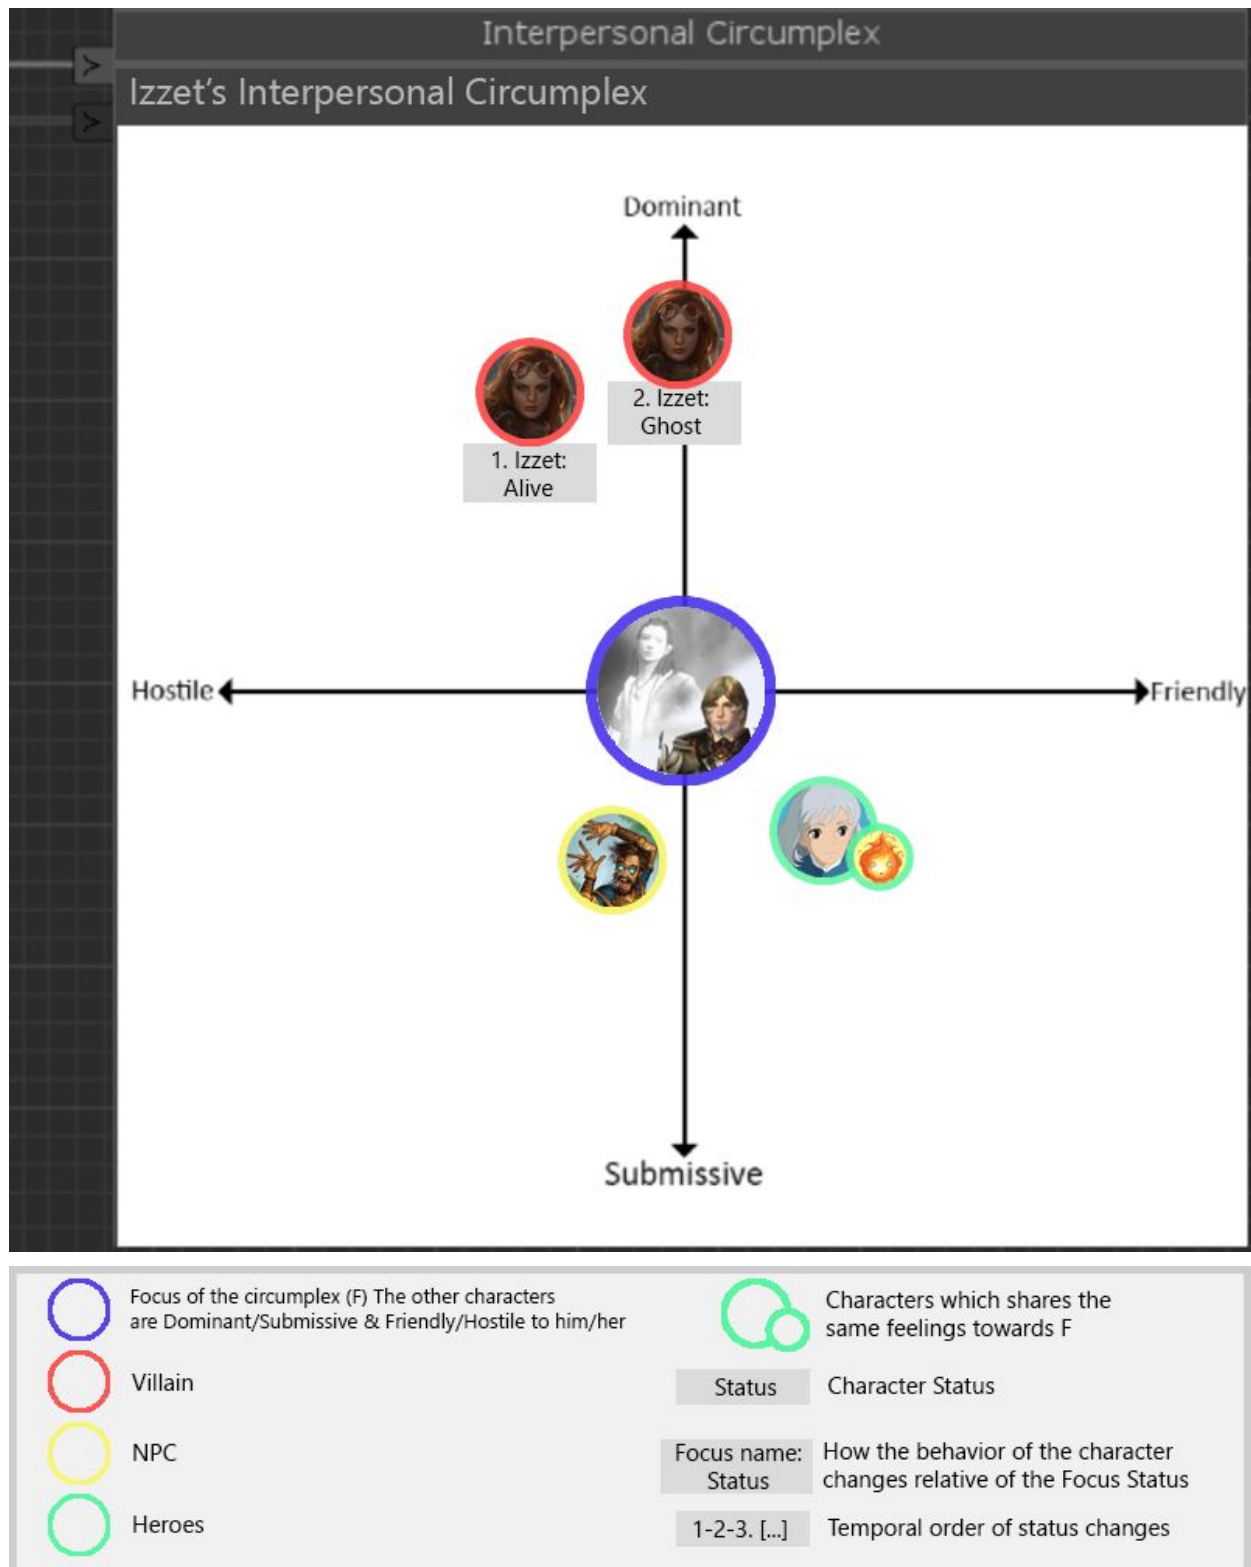 Interpersonal Circumplex
Izzet's Interpersonal Circumplex
Dominant
2. Izzet:
Ghost
1. Izzet:
Alive
Hostile
Friendly
Submissive
Focus of the circumplex (F) The other characters
are Dominant/Submissive & Friendly/Hostile to him/her
Villain
NPC
Heroes
Characters which shares the
same feelings towards F
Status
Character Status
Focus name:
Status
How the behavior of the character
changes relative of the Focus Status
1-2-3. [...]
Temporal order of status changes